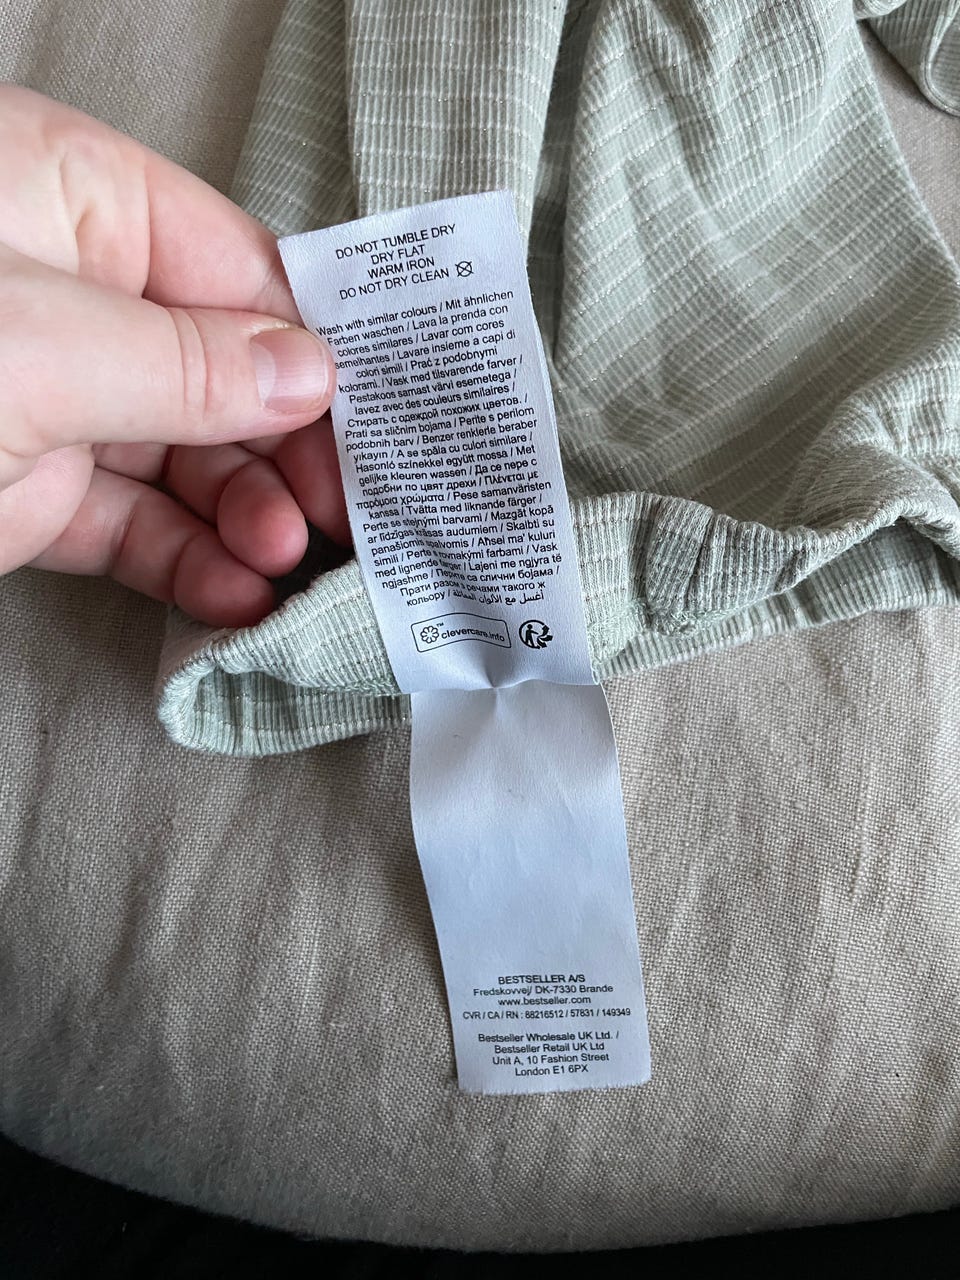 DO NOT TUMBLE DRY
DRY FLAT
WARM IRON
DO NOT DRY CLEAN
Wash with similar colours / Mit ähnlichen
Farben waschen / Lava la prenda con
colores similares / Lavar com cores
semelhantes / Lavare insieme a capi di
colori simili / Prać z podobnymi
kolorami. / Vask med tilsvarende farver /
Pestakoos samast värvi esemetega /
lavez avec des couleurs similaires /
Стирать с одеждой похожих цветов. /
Prati sa sličnim bojama / Perite s perilom
podobnih barv / Benzer renklerle beraber
yıkayın / A se spăla cu culori similare /
Hasonló színekkel együtt mossa / Met
gelijke kleuren wassen / Да се пере с
подобни по цвят дрехи / Πλένεται με
παρόμοια χρώματα / Pese samanväristen
kanssa / Tvätta med liknande färger /
Perte se stejnými barvami / Mazgāt kopā
ar līdzīgas krāsas audumiem / Skalbti su
panašiomis spalvomis / Aħsel ma' kuluri
simili / Perte s rovnakými farbami / Vask
med lignende farger / Lajeni me ngjyra të
ngjashme / Перите са слични бојама /
Прати разом з речами такого ж
кольору / أغسل مع الألوان المماثلة
™
clevercare.info
BESTSELLER A/S
Fredskovvej/ DK-7330 Brande
www.bestseller.com
CVR / CA / RN : 88216512 / 57831 / 149349
Bestseller Wholesale UK Ltd. /
Bestseller Retail UK Ltd
Unit A, 10 Fashion Street
London E1 6PX